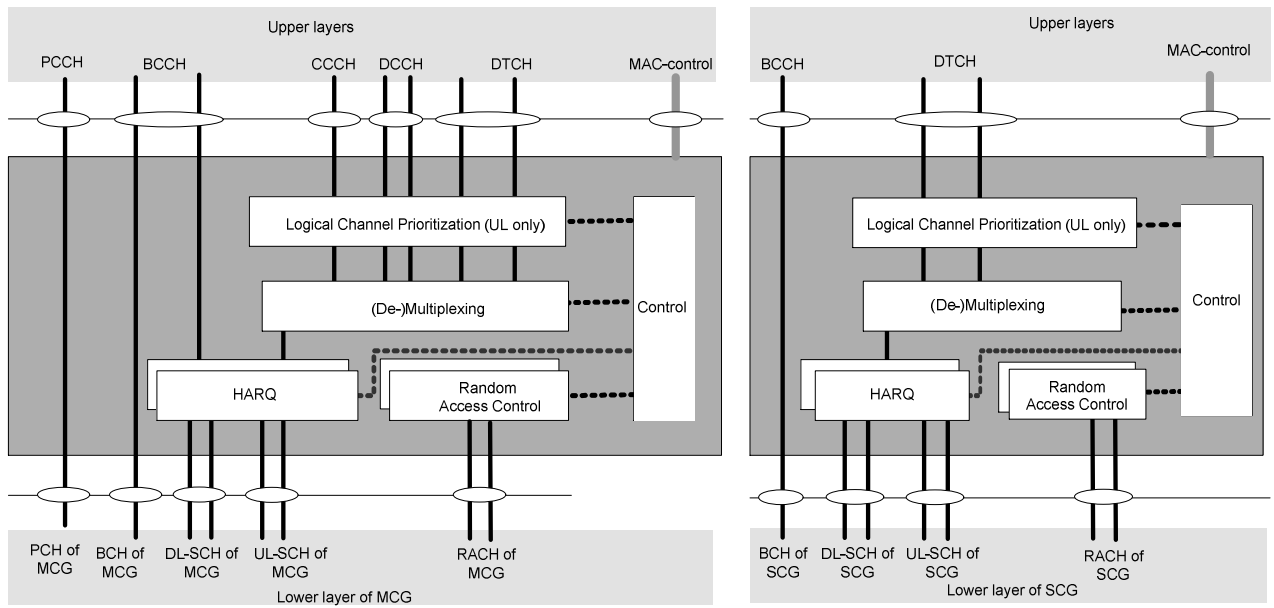 Upper layers
PCCH
BCCH
CCCH
DCCH
DTCH
MAC-control
Logical Channel Prioritization (UL only)
(De-)Multiplexing
Control
HARQ
Random
Access Control
PCH of
MCG
BCH of
MCG
DL-SCH of
MCG
UL-SCH of
MCG
RACH of
MCG
Lower layer of MCG
Upper layers
BCCH
DTCH
MAC-control
Logical Channel Prioritization (UL only)
(De-)Multiplexing
Control
HARQ
Random
Access Control
BCH of
SCG
DL-SCH of
SCG
UL-SCH of
SCG
RACH of
SCG
Lower layer of SCG